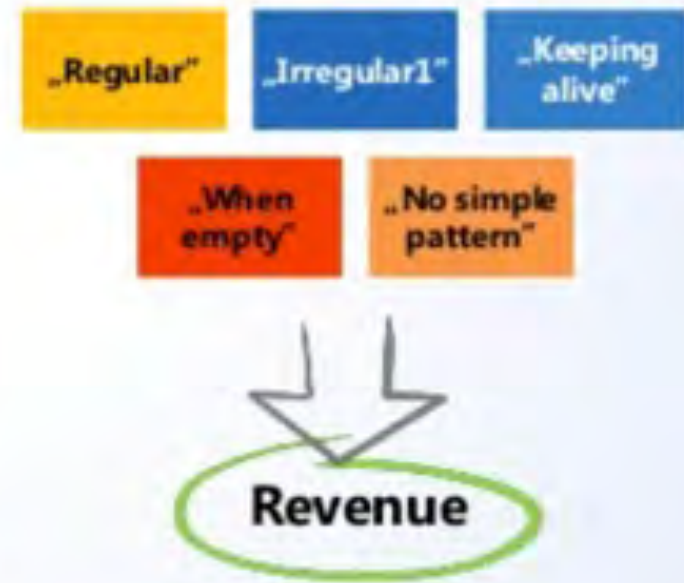 „Regular”
„Irregular1”
„Keeping
alive”
„When
empty”
„No simple
pattern”
Revenue